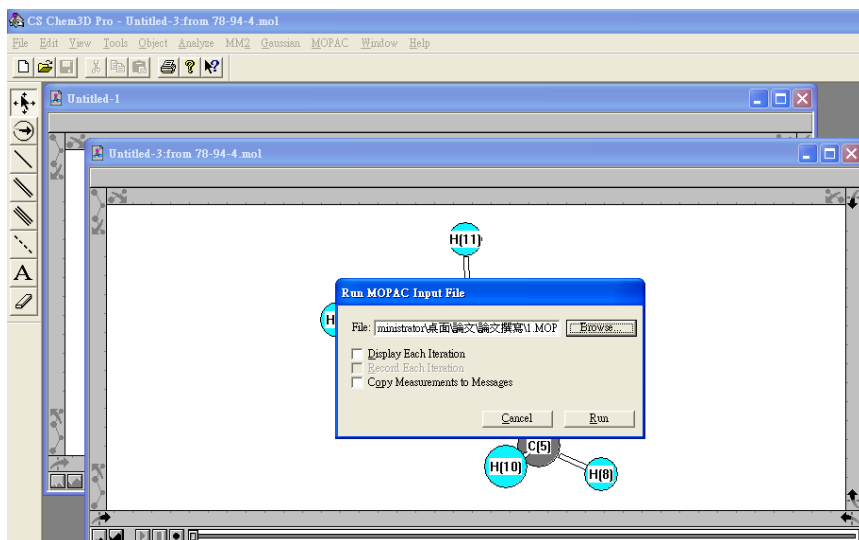 CS Chem3D Pro - Untitled-3:from 78-94-4.mol
File Edit View Tools Object Analyze MM2 Gaussian MOPAC Window Help
Untitled-1
Untitled-3:from 78-94-4.mol
A
H(11)
Run MOPAC Input File
H
File: ministrator\桌面\論文\論文撰寫\1.MOP Browse...
Display Each Iteration
Record Each Iteration
Copy Measurements to Messages
Cancel Run
C(5)
H(10)
H(8)